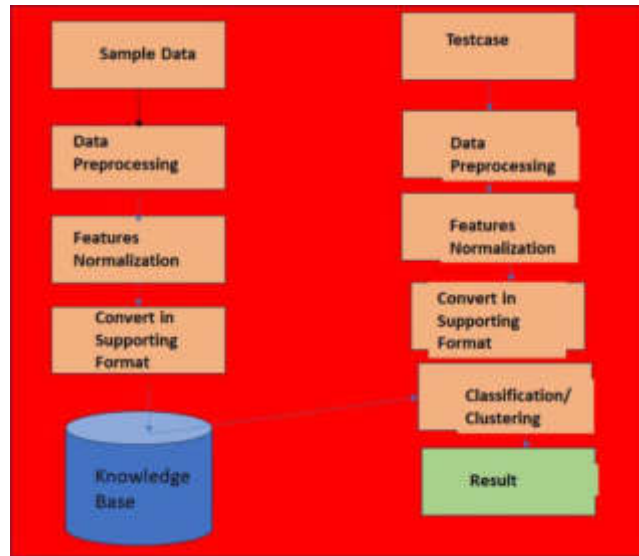 Sample Data
Data
Preprocessing
Features
Normalization
Convert in
Supporting
Format
Knowledge
Base
Testcase
Data
Preprocessing
Features
Normalization
Convert in
Supporting
Format
Classification/
Clustering
Result